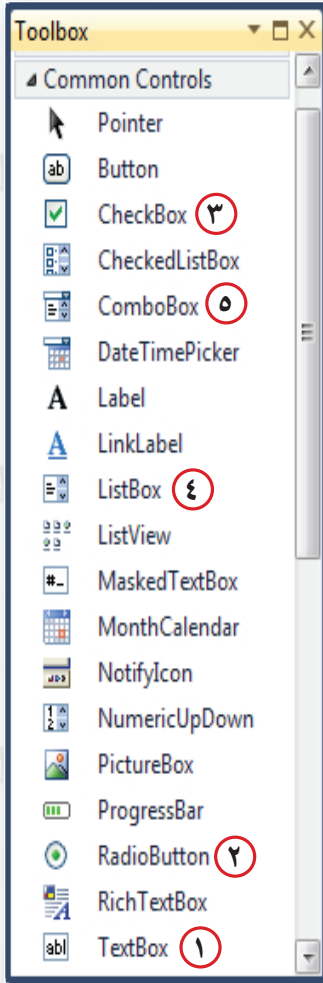 Toolbox
Common Controls
Pointer
Button
CheckBox ٣
CheckedListBox
ComboBox ٥
DateTimePicker
Label
LinkLabel
ListBox ٤
ListView
MaskedTextBox
MonthCalendar
NotifyIcon
NumericUpDown
PictureBox
ProgressBar
RadioButton ٢
RichTextBox
TextBox ١